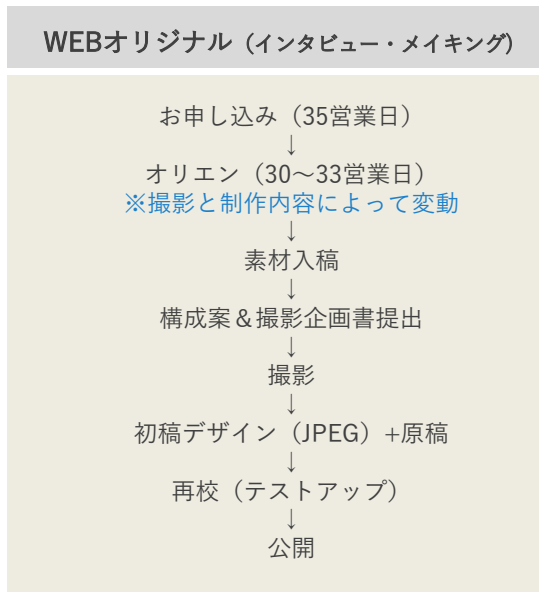 WEBオリジナル（インタビュー・メイキング）
お申し込み（35営業日）
↓
オリエン（30〜33営業日）
※撮影と制作内容によって変動
↓
素材入稿
↓
構成案＆撮影企画書提出
↓
撮影
↓
初稿デザイン（JPEG）+原稿
↓
再校（テストアップ）
↓
公開